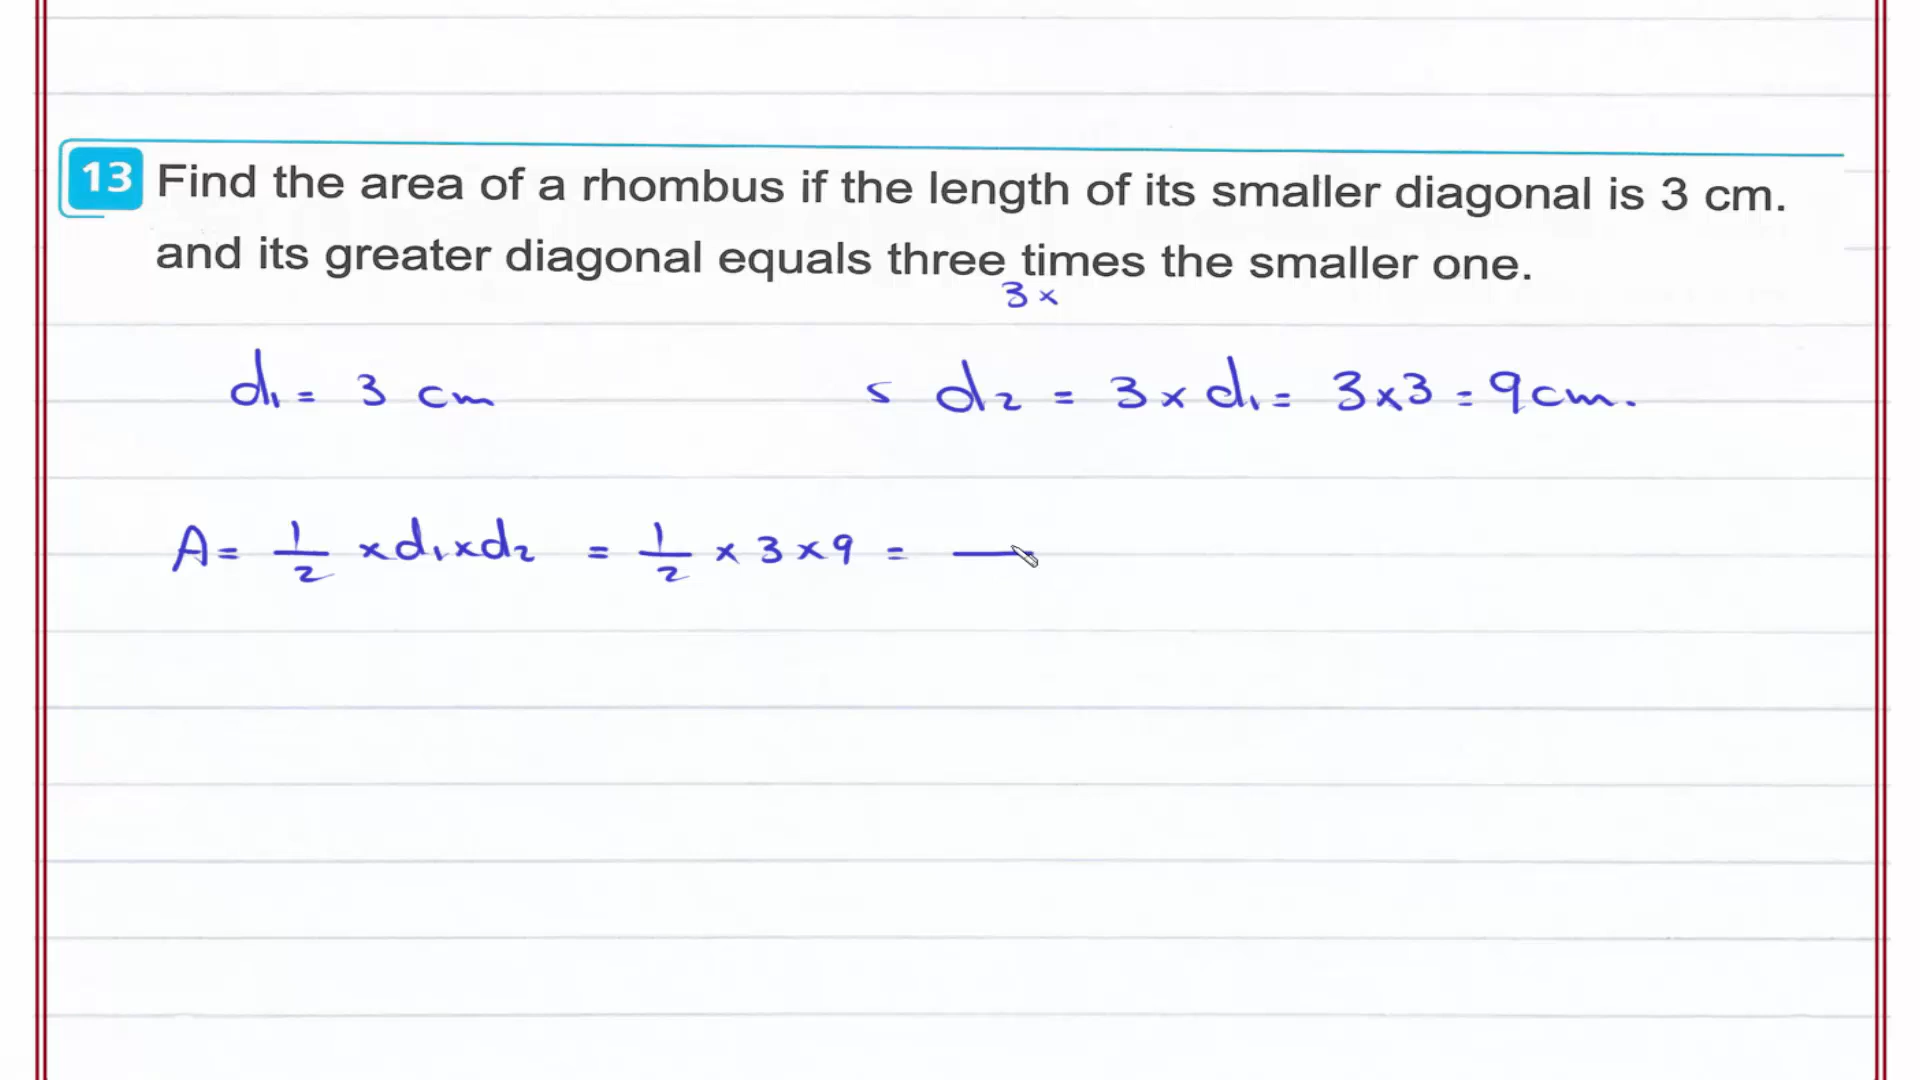 13 Find the area of a rhombus if the length of its smaller diagonal is 3 cm.
and its greater diagonal equals three times the smaller one.
3 ×
d₁ = 3 cm , d₂ = 3 × d₁ = 3 × 3 = 9 cm.
A = 1/2 × d₁ × d₂ = 1/2 × 3 × 9 = —